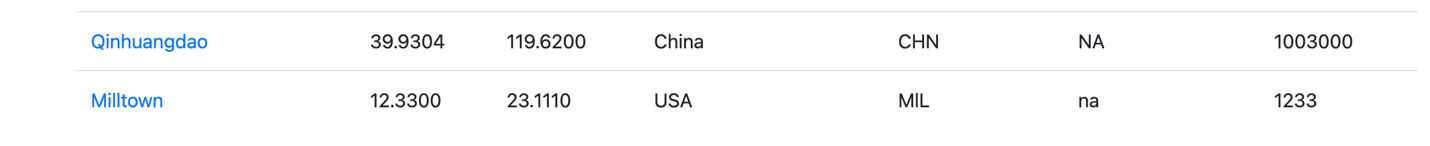 Qinhuangdao 39.9304 119.6200 China CHN NA 1003000
Milltown 12.3300 23.1110 USA MIL na 1233